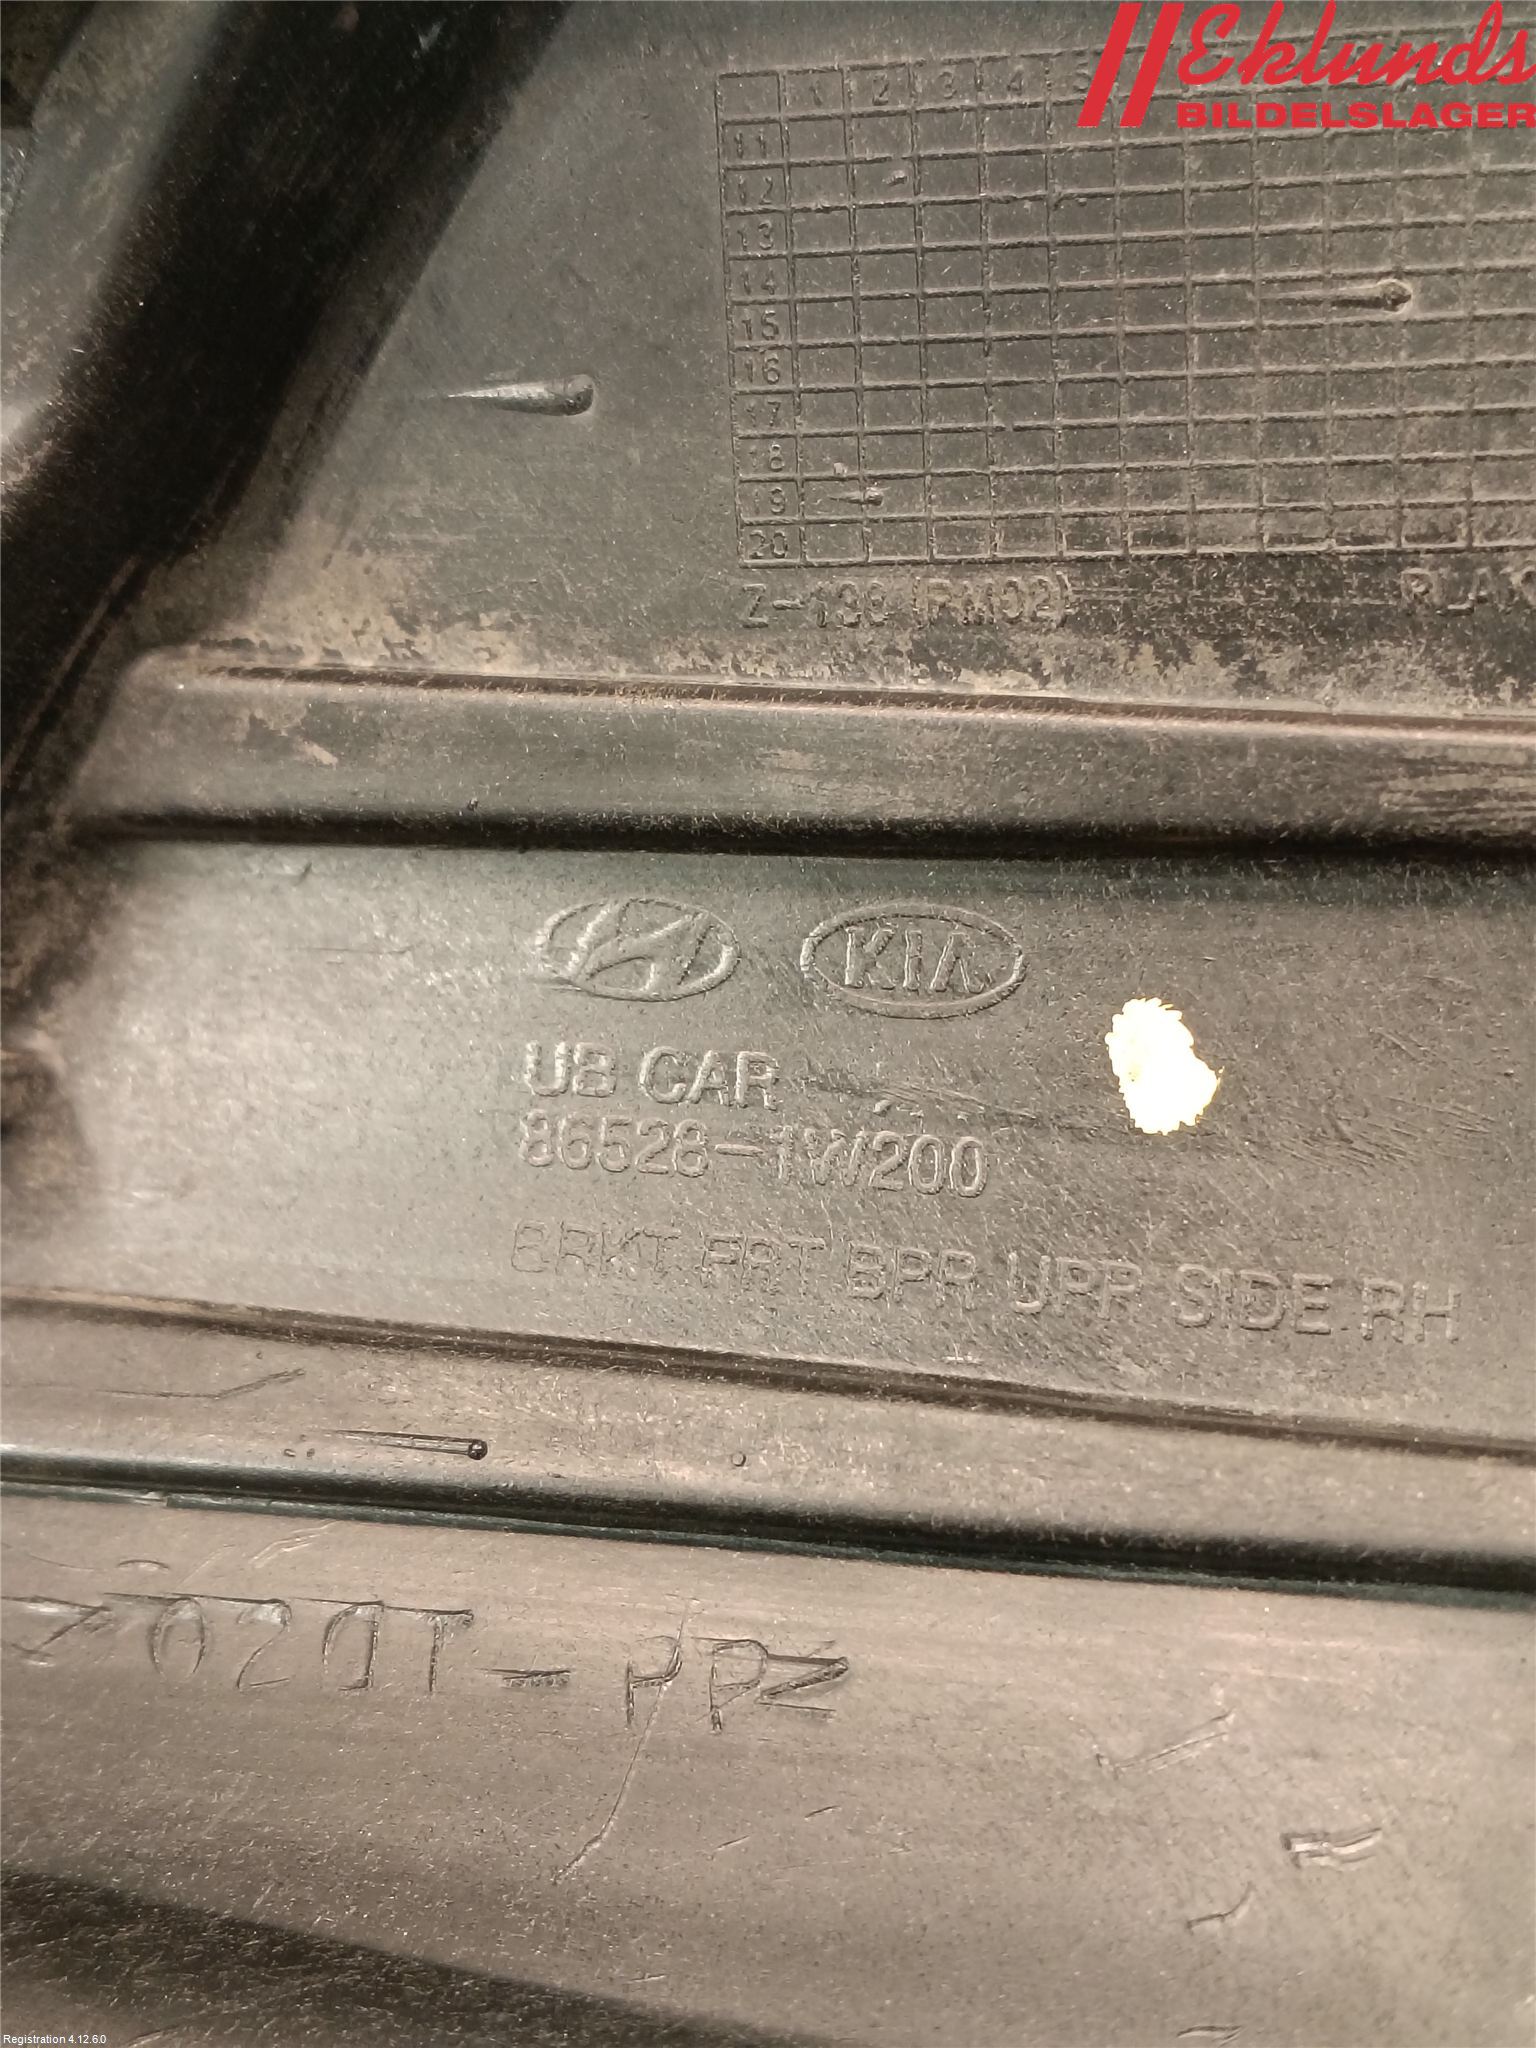 Eklunds
BILDELSLAGER
1 2 3 4 5
11
12
13
14
15
16
17
18
19
20
KIA
UB CAR
86528-1W200
BRKT FRT BPR UPP SIDE RH
Registration 4.12.6.0